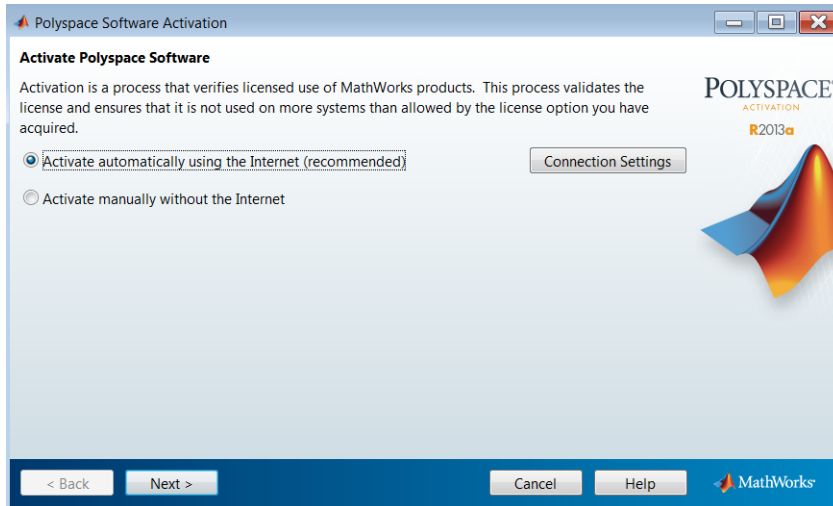 Polyspace Software Activation
Activate Polyspace Software
Activation is a process that verifies licensed use of MathWorks products. This process validates the
license and ensures that it is not used on more systems than allowed by the license option you have
acquired.
POLYSPACE®
ACTIVATION
R2013a
Activate automatically using the Internet (recommended)
Connection Settings
Activate manually without the Internet
< Back
Next >
Cancel
Help
MathWorks®